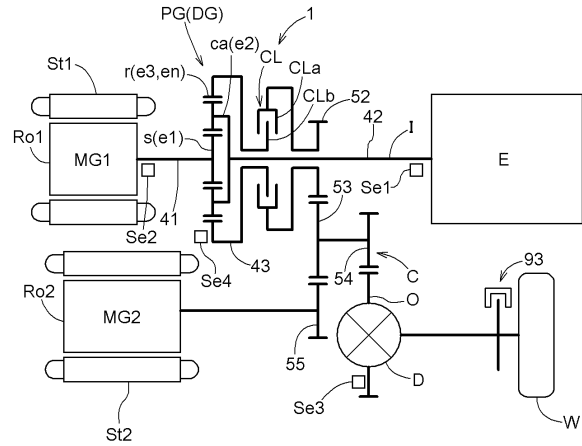 PG(DG)
1
ca(e2)
CL
St1
r(e3,en)
CLa
CLb
52
42
I
Ro1
s(e1)
MG1
E
Se1
53
Se2
41
Se4
43
54
C
93
Ro2
O
MG2
55
D
Se3
St2
W